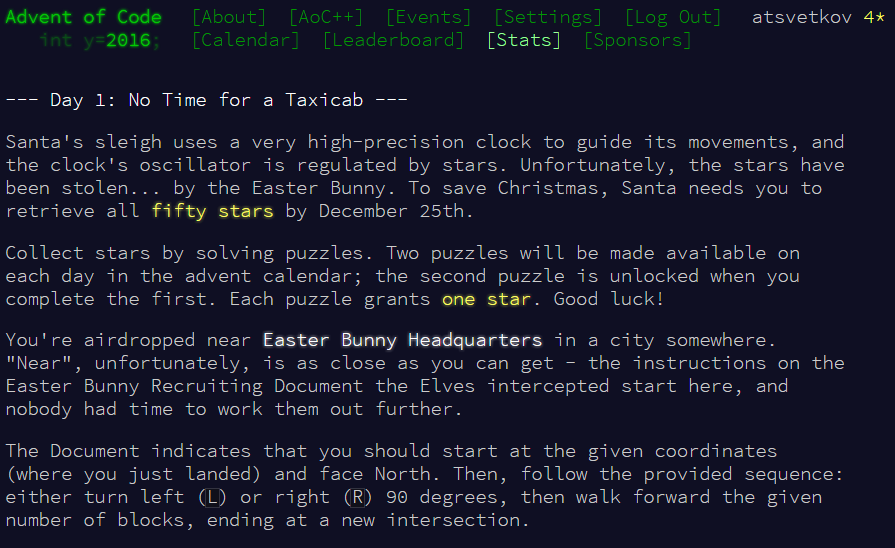 Advent of Code [About] [AoC++] [Events] [Settings] [Log Out] atsvetkov 4*
int y=2016; [Calendar] [Leaderboard] [Stats] [Sponsors]
--- Day 1: No Time for a Taxicab ---
Santa's sleigh uses a very high-precision clock to guide its movements, and
the clock's oscillator is regulated by stars. Unfortunately, the stars have
been stolen... by the Easter Bunny. To save Christmas, Santa needs you to
retrieve all fifty stars by December 25th.
Collect stars by solving puzzles. Two puzzles will be made available on
each day in the advent calendar; the second puzzle is unlocked when you
complete the first. Each puzzle grants one star. Good luck!
You're airdropped near Easter Bunny Headquarters in a city somewhere.
"Near", unfortunately, is as close as you can get - the instructions on the
Easter Bunny Recruiting Document the Elves intercepted start here, and
nobody had time to work them out further.
The Document indicates that you should start at the given coordinates
(where you just landed) and face North. Then, follow the provided sequence:
either turn left (L) or right (R) 90 degrees, then walk forward the given
number of blocks, ending at a new intersection.